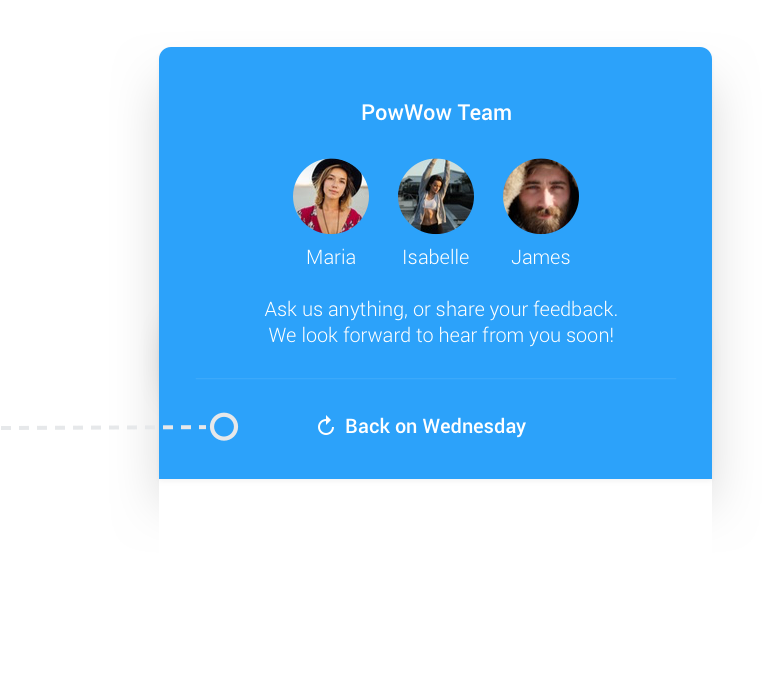 PowWow Team
Maria Isabelle James
Ask us anything, or share your feedback.
We look forward to hear from you soon!
Back on Wednesday